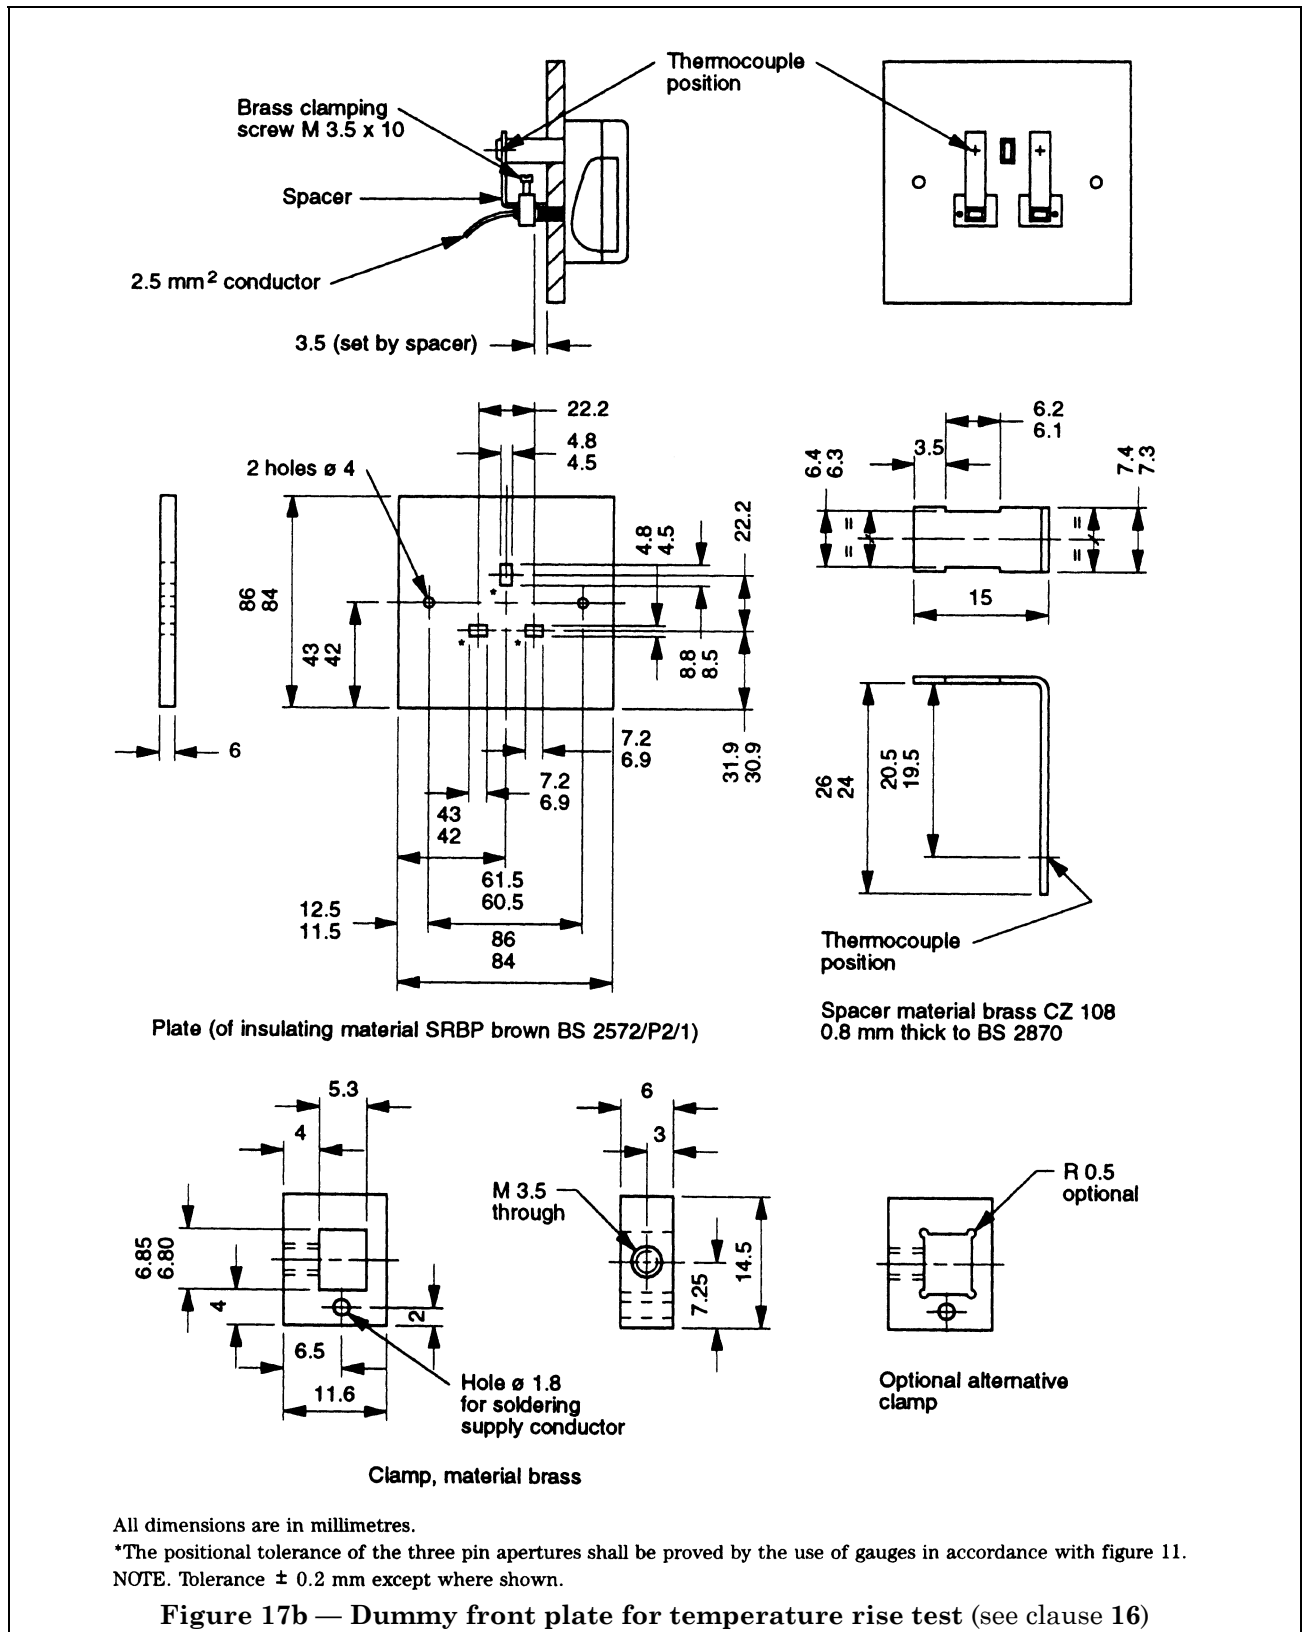 Thermocouple
position
Brass clamping
screw M 3.5 x 10
Spacer
2.5 mm² conductor
3.5 (set by spacer)
22.2
4.8
4.5
2 holes ø 4
86
84
43
42
4.8
4.5
22.2
8.8
8.5
31.9
30.9
6
7.2
6.9
7.2
6.9
43
42
61.5
60.5
12.5
11.5
86
84
Plate (of insulating material SRBP brown BS 2572/P2/1)
6.2
6.1
3.5
6.4
6.3
=
=
=
=
7.4
7.3
15
26
24
20.5
19.5
Thermocouple
position
Spacer material brass CZ 108
0.8 mm thick to BS 2870
5.3
4
6.85
6.80
4
2
6.5
11.6
Hole ø 1.8
for soldering
supply conductor
6
3
M 3.5
through
14.5
7.25
R 0.5
optional
Optional alternative
clamp
Clamp, material brass
All dimensions are in millimetres.
*The positional tolerance of the three pin apertures shall be proved by the use of gauges in accordance with figure 11.
NOTE. Tolerance ± 0.2 mm except where shown.
Figure 17b — Dummy front plate for temperature rise test (see clause 16)